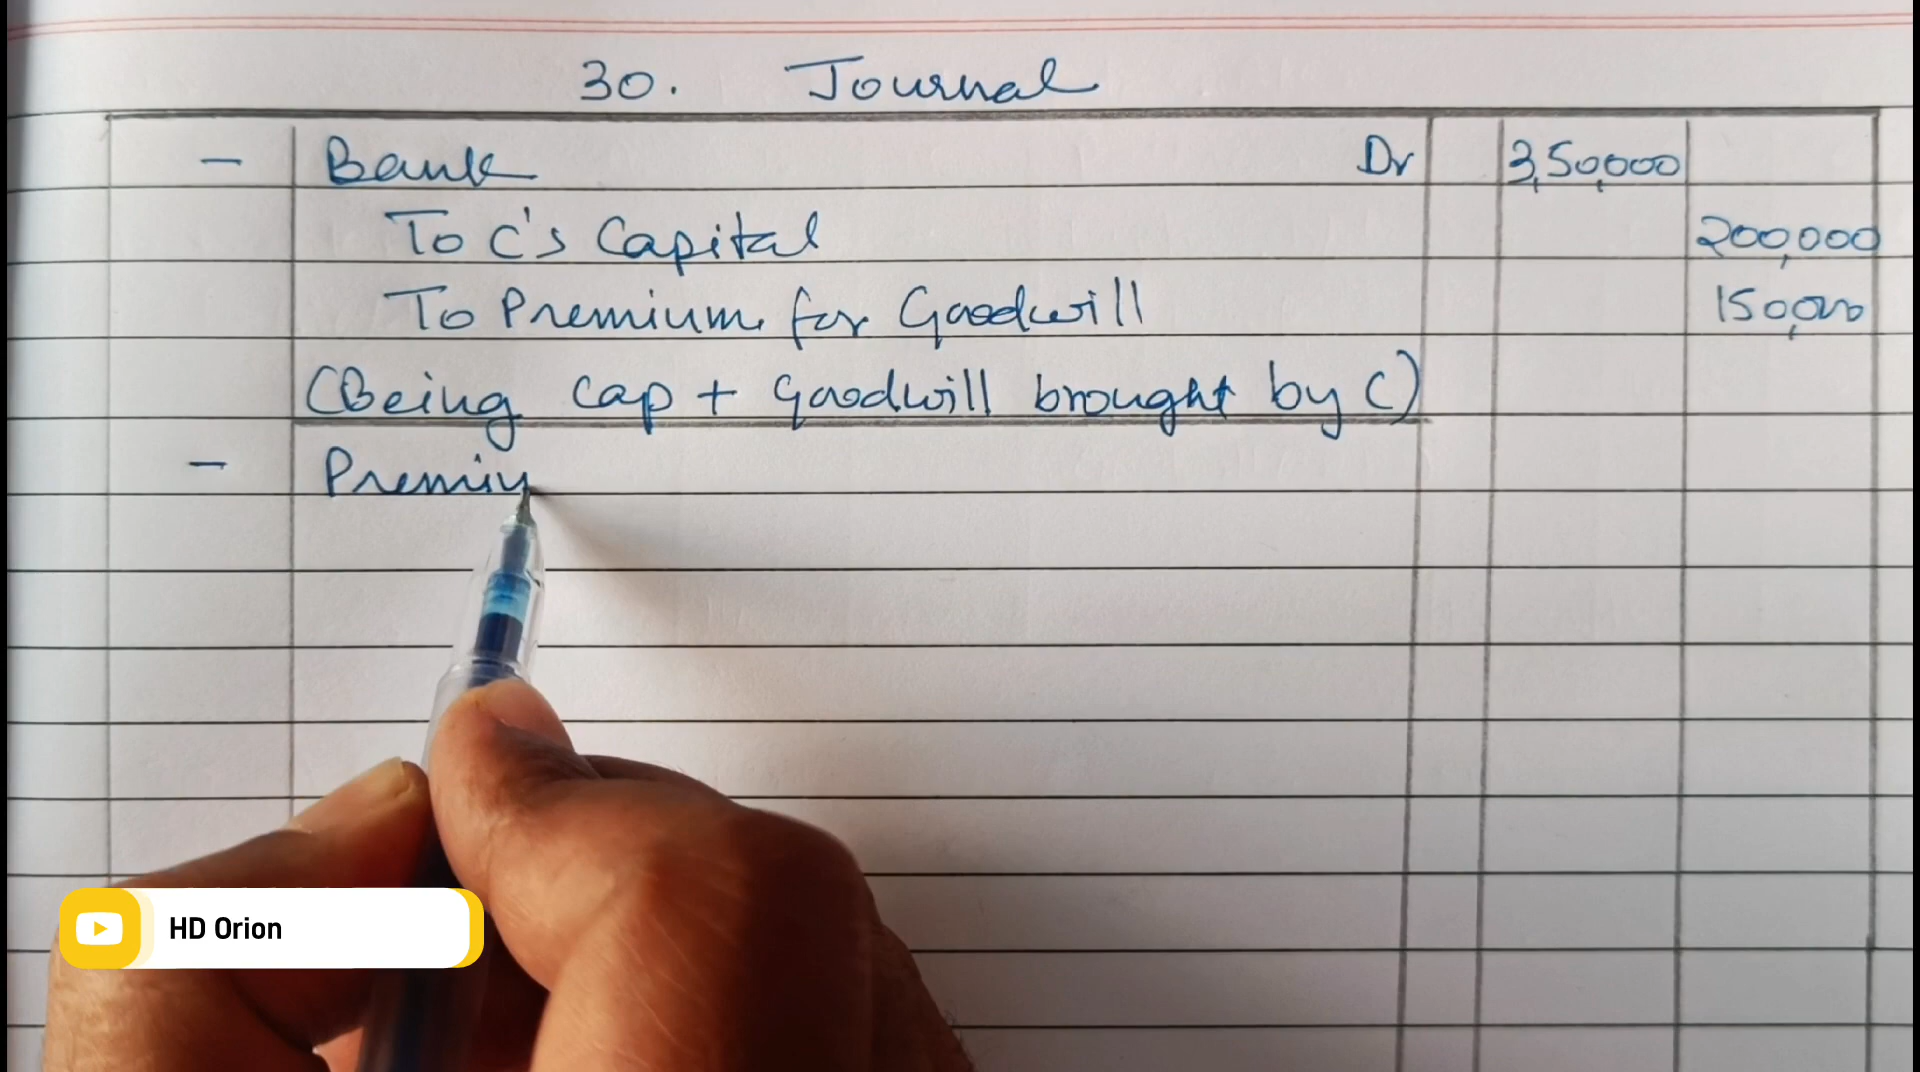 30. Journal
- Bank Dr 3,50,000
To C's Capital 200,000
To Premium for Goodwill 150,000
(Being cap + Goodwill brought by C)
- Premiu
HD Orion